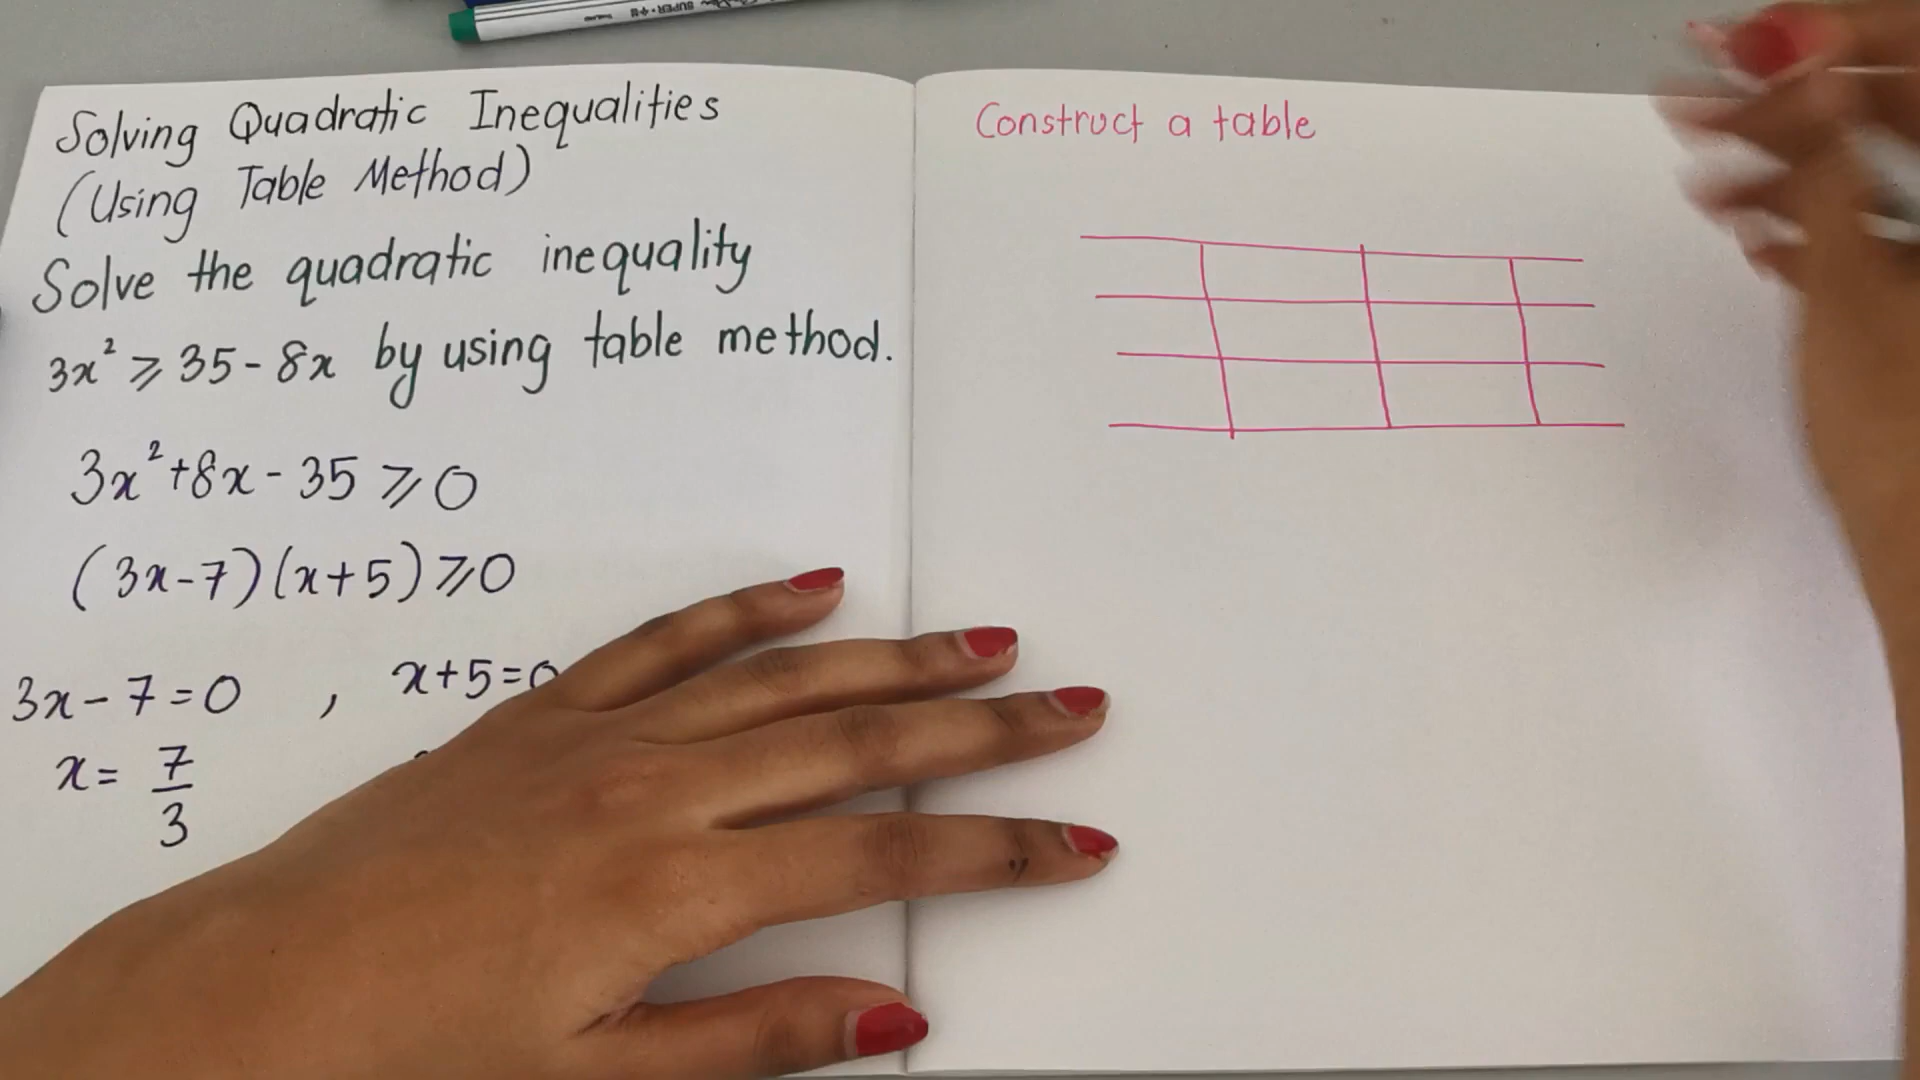 Solving Quadratic Inequalities
(Using Table Method)
Solve the quadratic inequality
3x² ⩾ 35 - 8x by using table method.
3x² + 8x - 35 ⩾ 0
(3x - 7)(x + 5) ⩾ 0
3x - 7 = 0 , x + 5 = 0
x = 7/3
Construct a table
SUPER